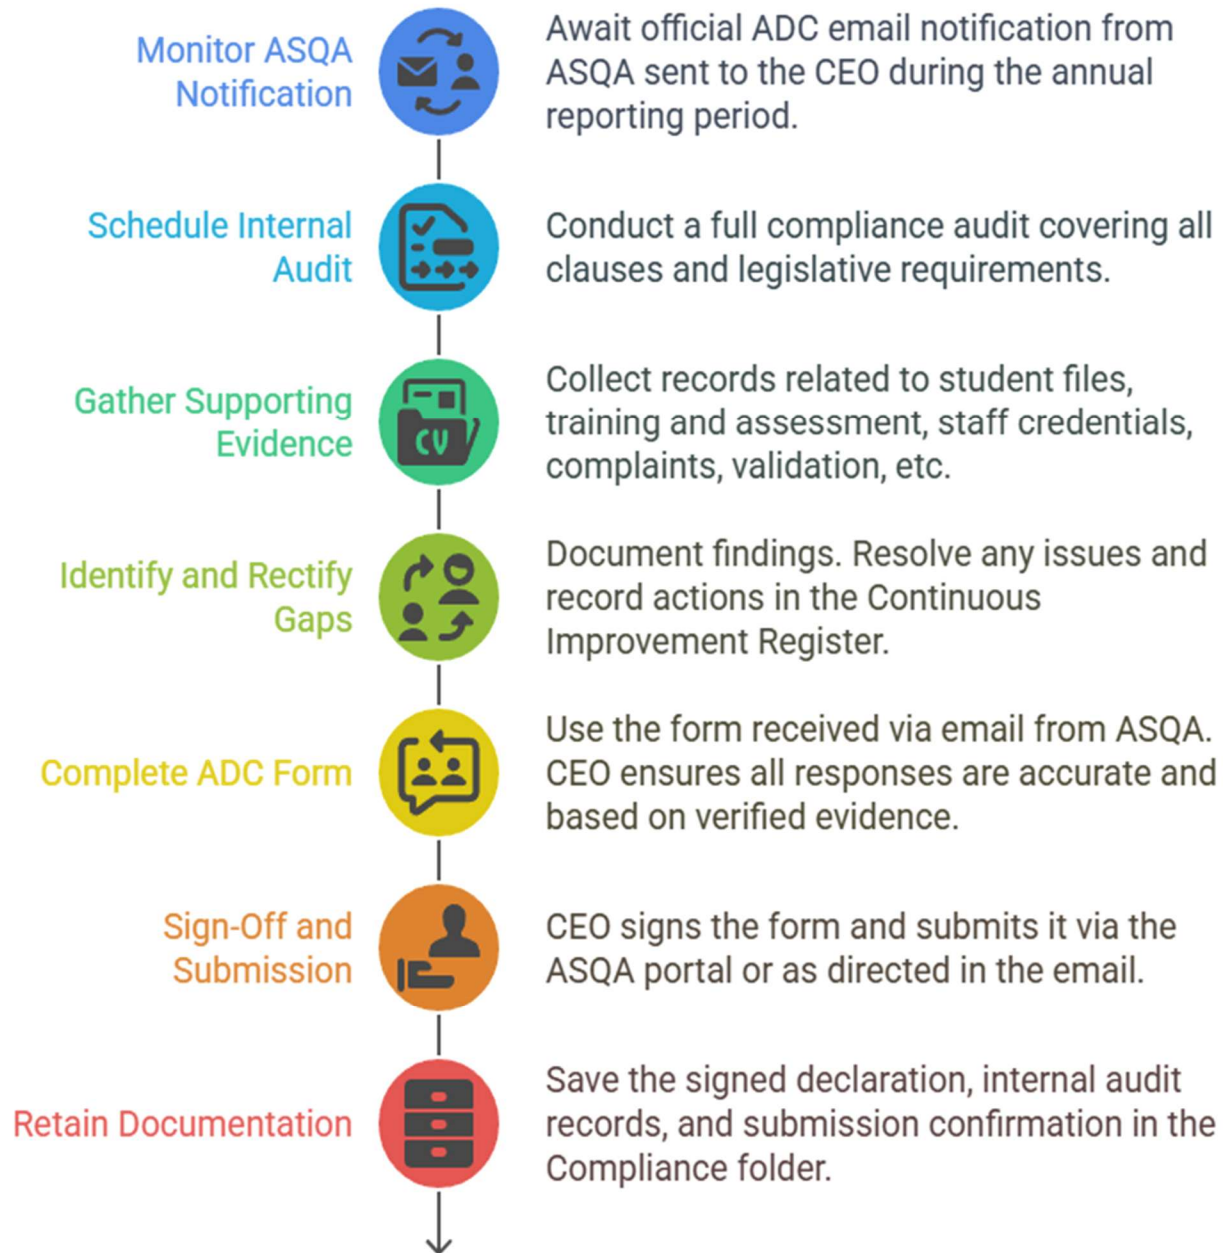 Monitor ASQA
Notification
Await official ADC email notification from
ASQA sent to the CEO during the annual
reporting period.
Schedule Internal
Audit
Conduct a full compliance audit covering all
clauses and legislative requirements.
Gather Supporting
Evidence
CV
Collect records related to student files,
training and assessment, staff credentials,
complaints, validation, etc.
Identify and Rectify
Gaps
Document findings. Resolve any issues and
record actions in the Continuous
Improvement Register.
Complete ADC Form
Use the form received via email from ASQA.
CEO ensures all responses are accurate and
based on verified evidence.
Sign-Off and
Submission
CEO signs the form and submits it via the
ASQA portal or as directed in the email.
Retain Documentation
Save the signed declaration, internal audit
records, and submission confirmation in the
Compliance folder.